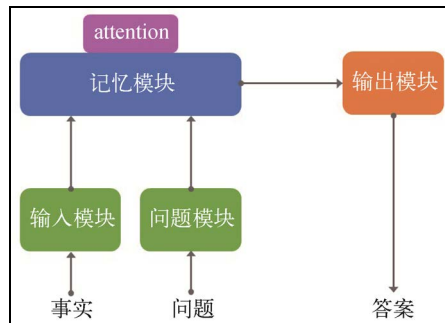 attention
记忆模块
输出模块
输入模块
问题模块
事实
问题
答案